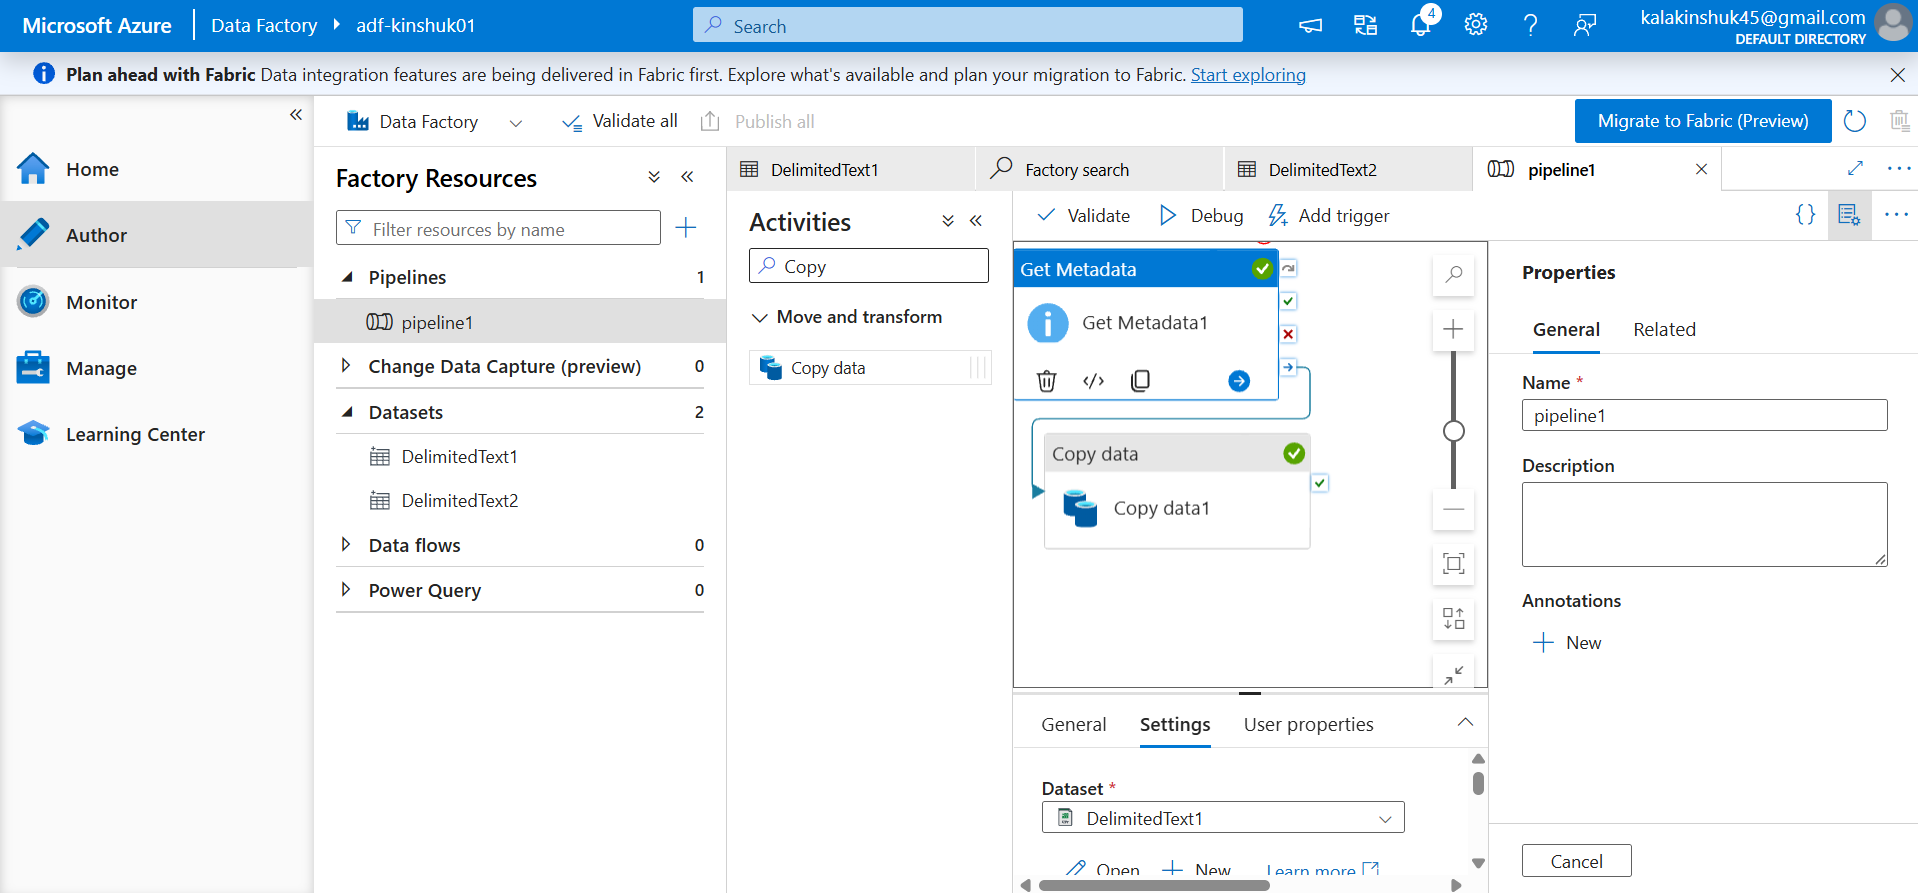 Microsoft Azure
Data Factory
adf-kinshuk01
Search
4
kalakinshuk45@gmail.com
DEFAULT DIRECTORY
Plan ahead with Fabric Data integration features are being delivered in Fabric first. Explore what's available and plan your migration to Fabric. Start exploring
Home
Author
Monitor
Manage
Learning Center
Data Factory
Validate all
Publish all
Migrate to Fabric (Preview)
Factory Resources
Filter resources by name
Pipelines 1
pipeline1
Change Data Capture (preview) 0
Datasets 2
DelimitedText1
DelimitedText2
Data flows 0
Power Query 0
DelimitedText1
Factory search
DelimitedText2
pipeline1
Activities
Copy
Move and transform
Copy data
Validate
Debug
Add trigger
Get Metadata
Get Metadata1
Copy data
Copy data1
General
Settings
User properties
Dataset *
DelimitedText1
Open
New
Learn more
Properties
General
Related
Name *
pipeline1
Description
Annotations
New
Cancel